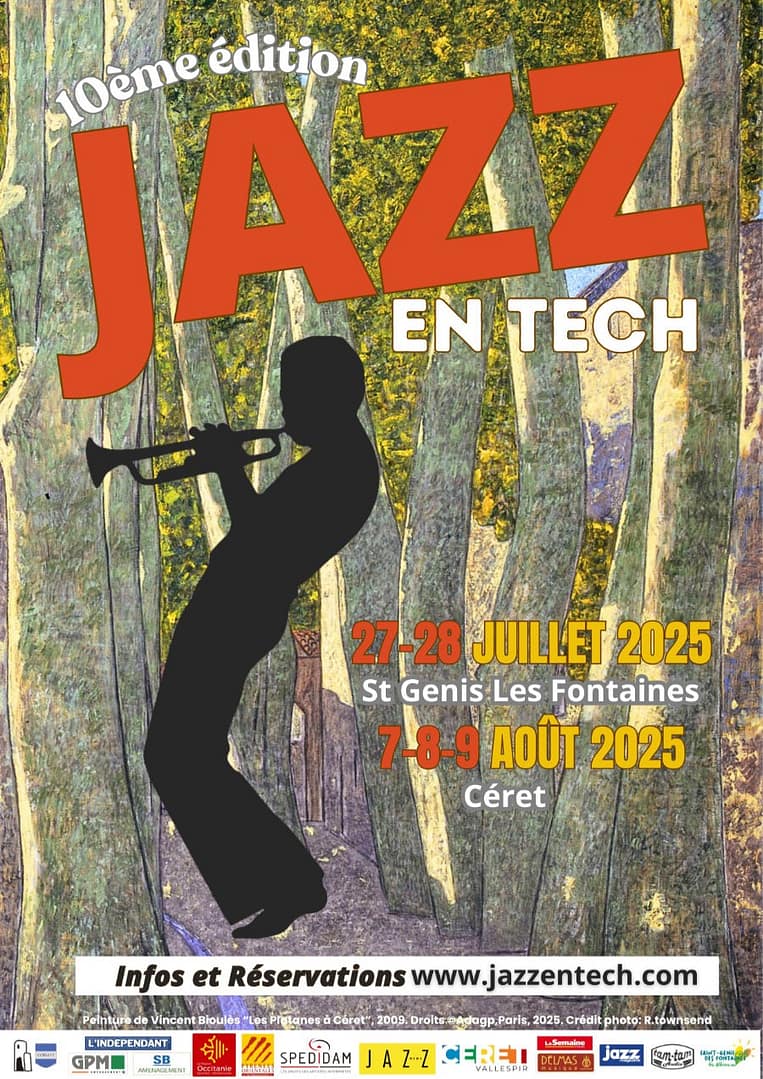 10ème édition
JAZZ
EN TECH
27-28 JUILLET 2025
St Genis Les Fontaines
7-8-9 AOÛT 2025
Céret
Infos et Réservations www.jazzentech.com
Peinture de Vincent Bioulès "Les Platanes à Céret", 2009. Droits ©Adagp,Paris, 2025. Crédit photo: R.townsend
L'INDEPENDANT
GPM
SB
AMENAGEMENT
Occitanie
SPEDIDAM
JAZZ
CERET
VALLESPIR
La Semaine
DELMAS
musique
jazz
magazine
tam-tam
SAINT-GENIS
DES FONTAINES